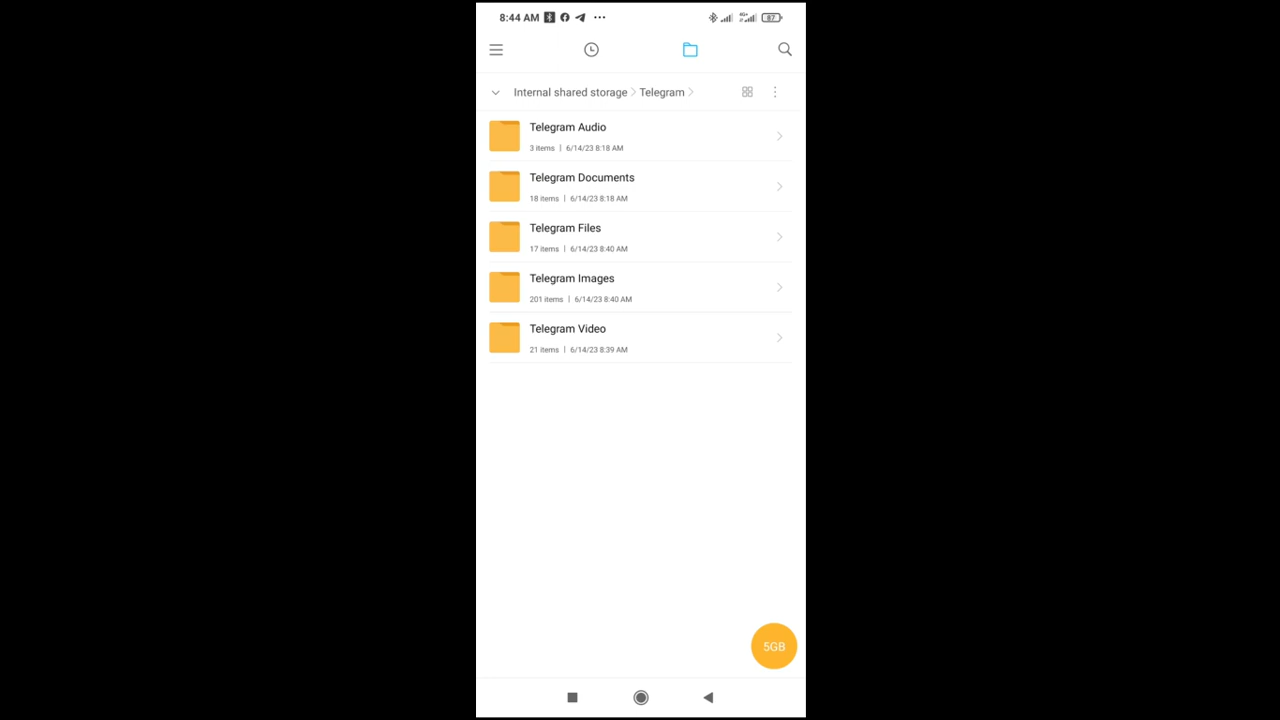 8:44 AM
87
Internal shared storage Telegram
Telegram Audio
3 items | 6/14/23 8:18 AM
Telegram Documents
18 items | 6/14/23 8:18 AM
Telegram Files
17 items | 6/14/23 8:40 AM
Telegram Images
201 items | 6/14/23 8:40 AM
Telegram Video
21 items | 6/14/23 8:39 AM
5GB